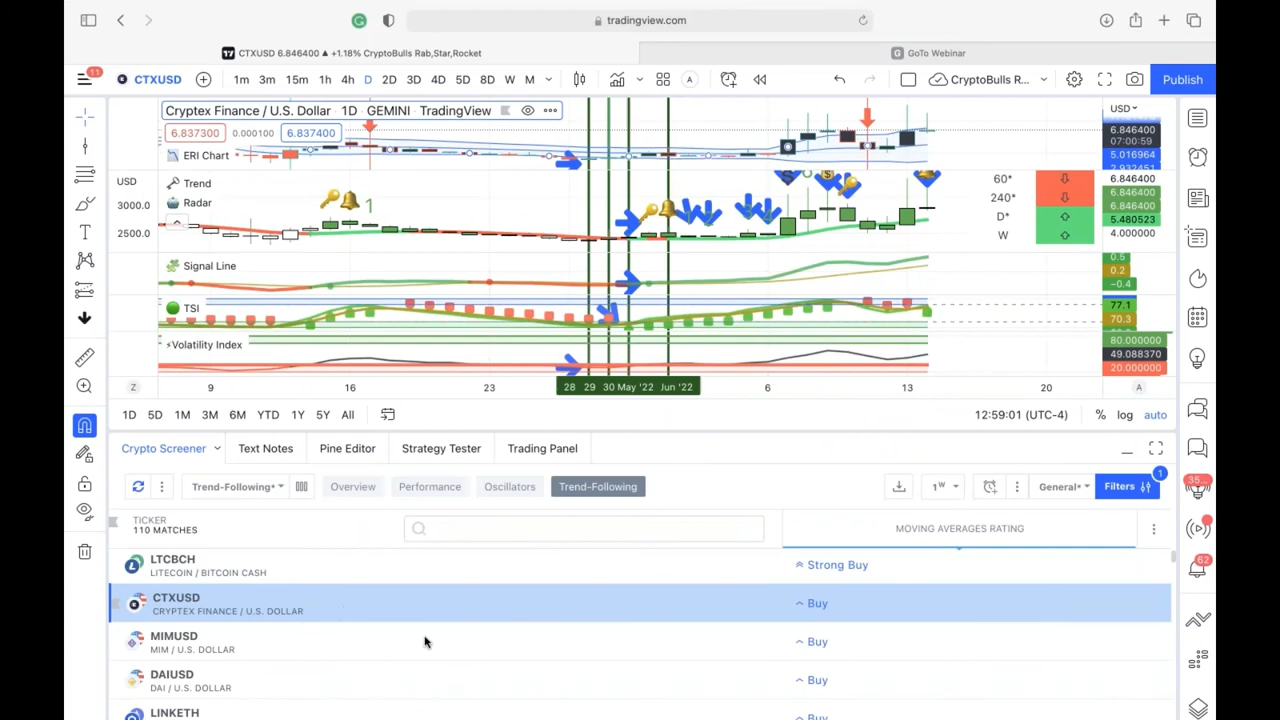 tradingview.com
CTXUSD 6.846400 ▲ +1.18% CryptoBulls Rab,Star,Rocket
G GoTo Webinar
11
CTXUSD 1m 3m 15m 1h 4h D 2D 3D 4D 5D 8D W M A CryptoBulls R... Publish
Cryptex Finance / U.S. Dollar · 1D · GEMINI · TradingView
USD
6.837300 0.000100 6.837400
6.846400
07:00:59
ERI Chart
5.016964
2.932451
USD
Trend
Radar
3000.0
2500.0
1
60*
240*
D*
W
6.846400
6.846400
6.846400
5.480523
4.000000
Signal Line
0.5
0.2
−0.4
TSI
77.1
70.3
⚡Volatility Index
80.000000
49.088370
20.000000
Z 9 16 23 28 29 30 May '22 Jun '22 6 13 20 A
1D 5D 1M 3M 6M YTD 1Y 5Y All 12:59:01 (UTC-4) % log auto
Crypto Screener Text Notes Pine Editor Strategy Tester Trading Panel
Trend-Following* Overview Performance Oscillators Trend-Following 1W General* Filters 1
35...
62
TICKER
110 MATCHES
MOVING AVERAGES RATING
LTCBCH
LITECOIN / BITCOIN CASH
Strong Buy
CTXUSD
CRYPTEX FINANCE / U.S. DOLLAR
Buy
MIMUSD
MIM / U.S. DOLLAR
Buy
DAIUSD
DAI / U.S. DOLLAR
Buy
LINKETH
Buy